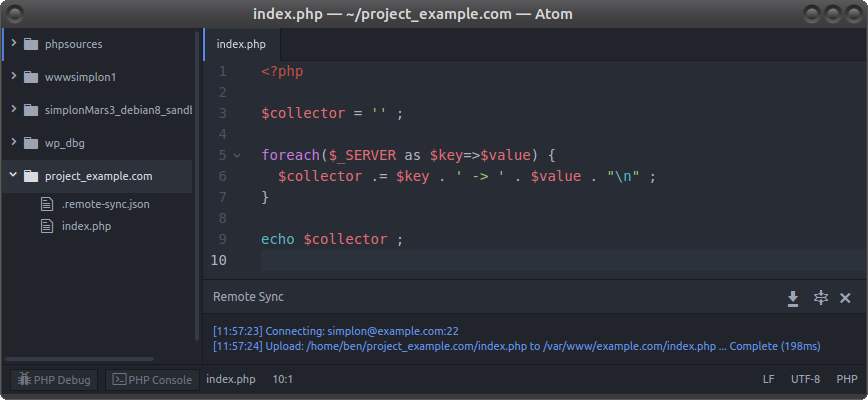 index.php — ~/project_example.com — Atom
phpsources
wwwsimplon1
simplonMars3_debian8_sandb
wp_dbg
project_example.com
.remote-sync.json
index.php
index.php
1 <?php
2
3 $collector = '' ;
4
5 foreach($_SERVER as $key=>$value) {
6 $collector .= $key . ' -> ' . $value . "\n" ;
7 }
8
9 echo $collector ;
10
Remote Sync
[11:57:23] Connecting: simplon@example.com:22
[11:57:24] Upload: /home/ben/project_example.com/index.php to /var/www/example.com/index.php ... Complete (198ms)
PHP Debug PHP Console index.php 10:1 LF UTF-8 PHP